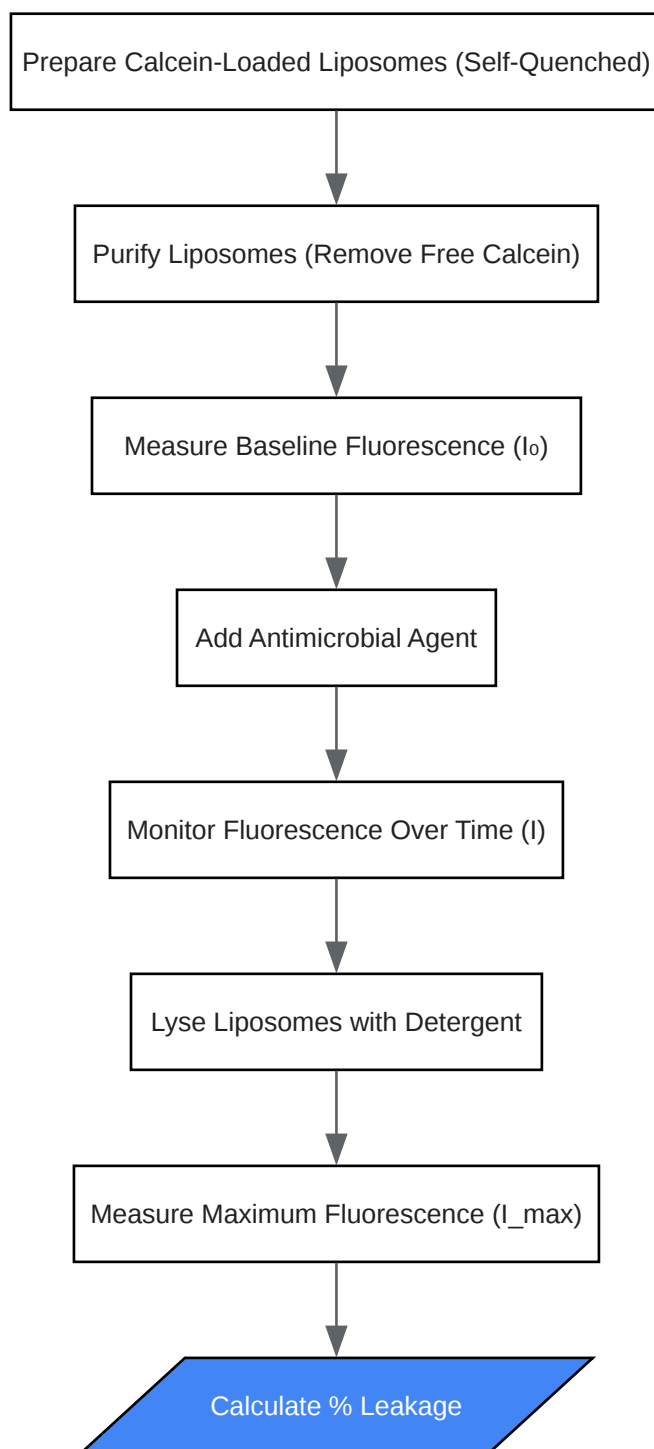 Prepare Calcein-Loaded Liposomes (Self-Quenched)
Purify Liposomes (Remove Free Calcein)
Measure Baseline Fluorescence (I₀)
Add Antimicrobial Agent
Monitor Fluorescence Over Time (I)
Lyse Liposomes with Detergent
Measure Maximum Fluorescence (I_max)
Calculate % Leakage